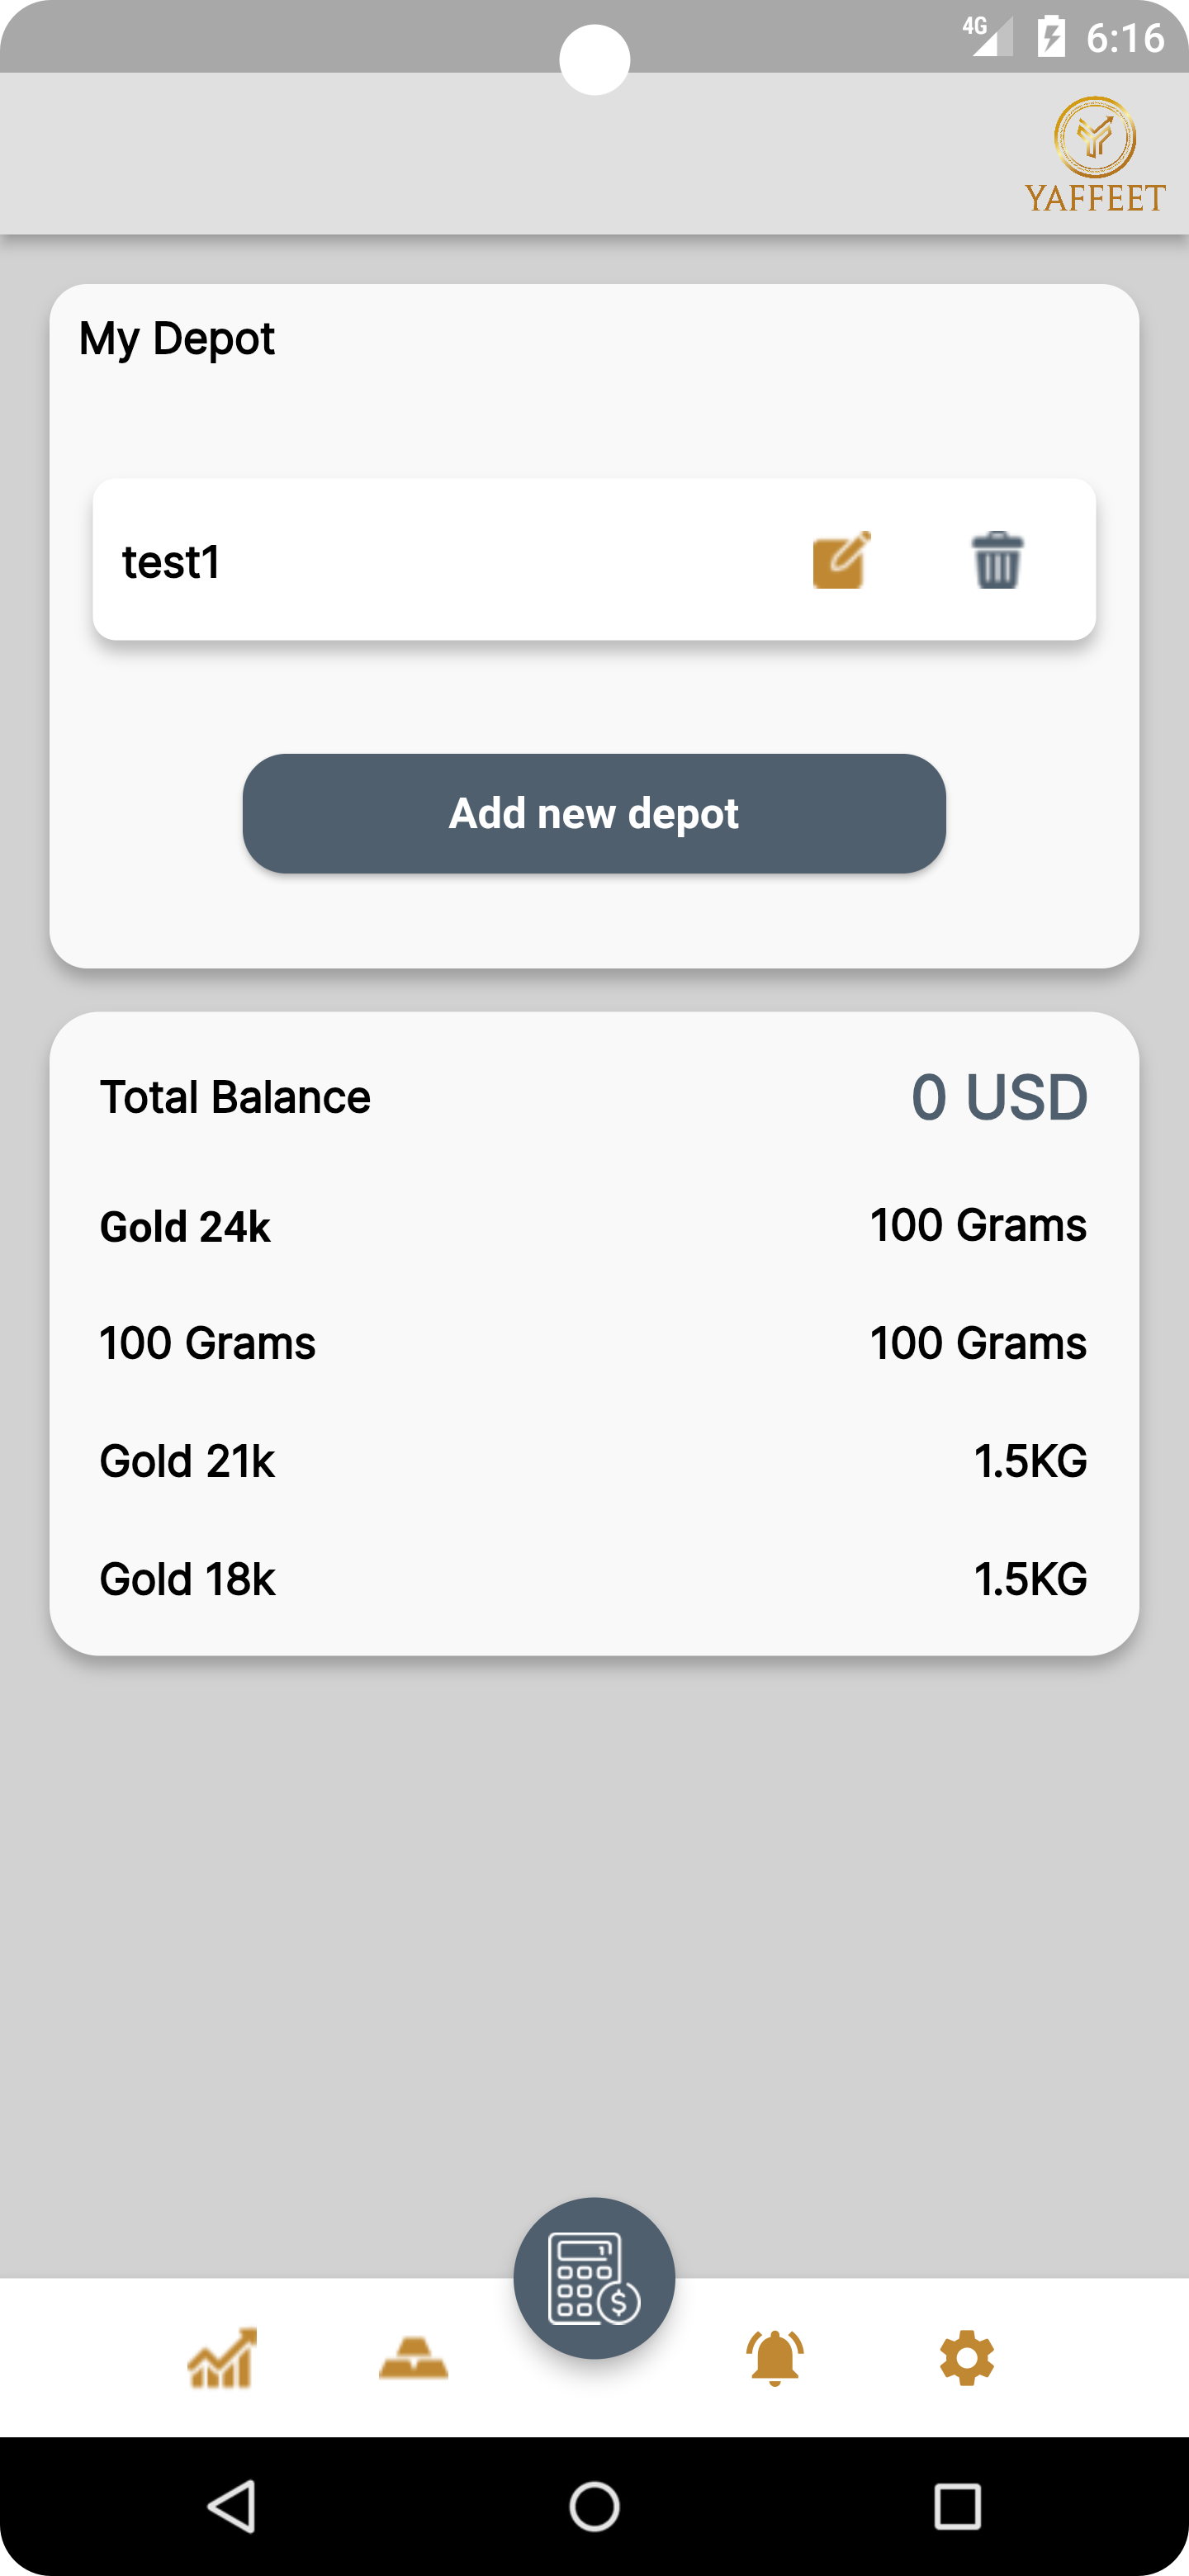 4G 6:16
YAFFEET
My Depot
test1
Add new depot
Total Balance 0 USD
Gold 24k 100 Grams
100 Grams 100 Grams
Gold 21k 1.5KG
Gold 18k 1.5KG
1
$